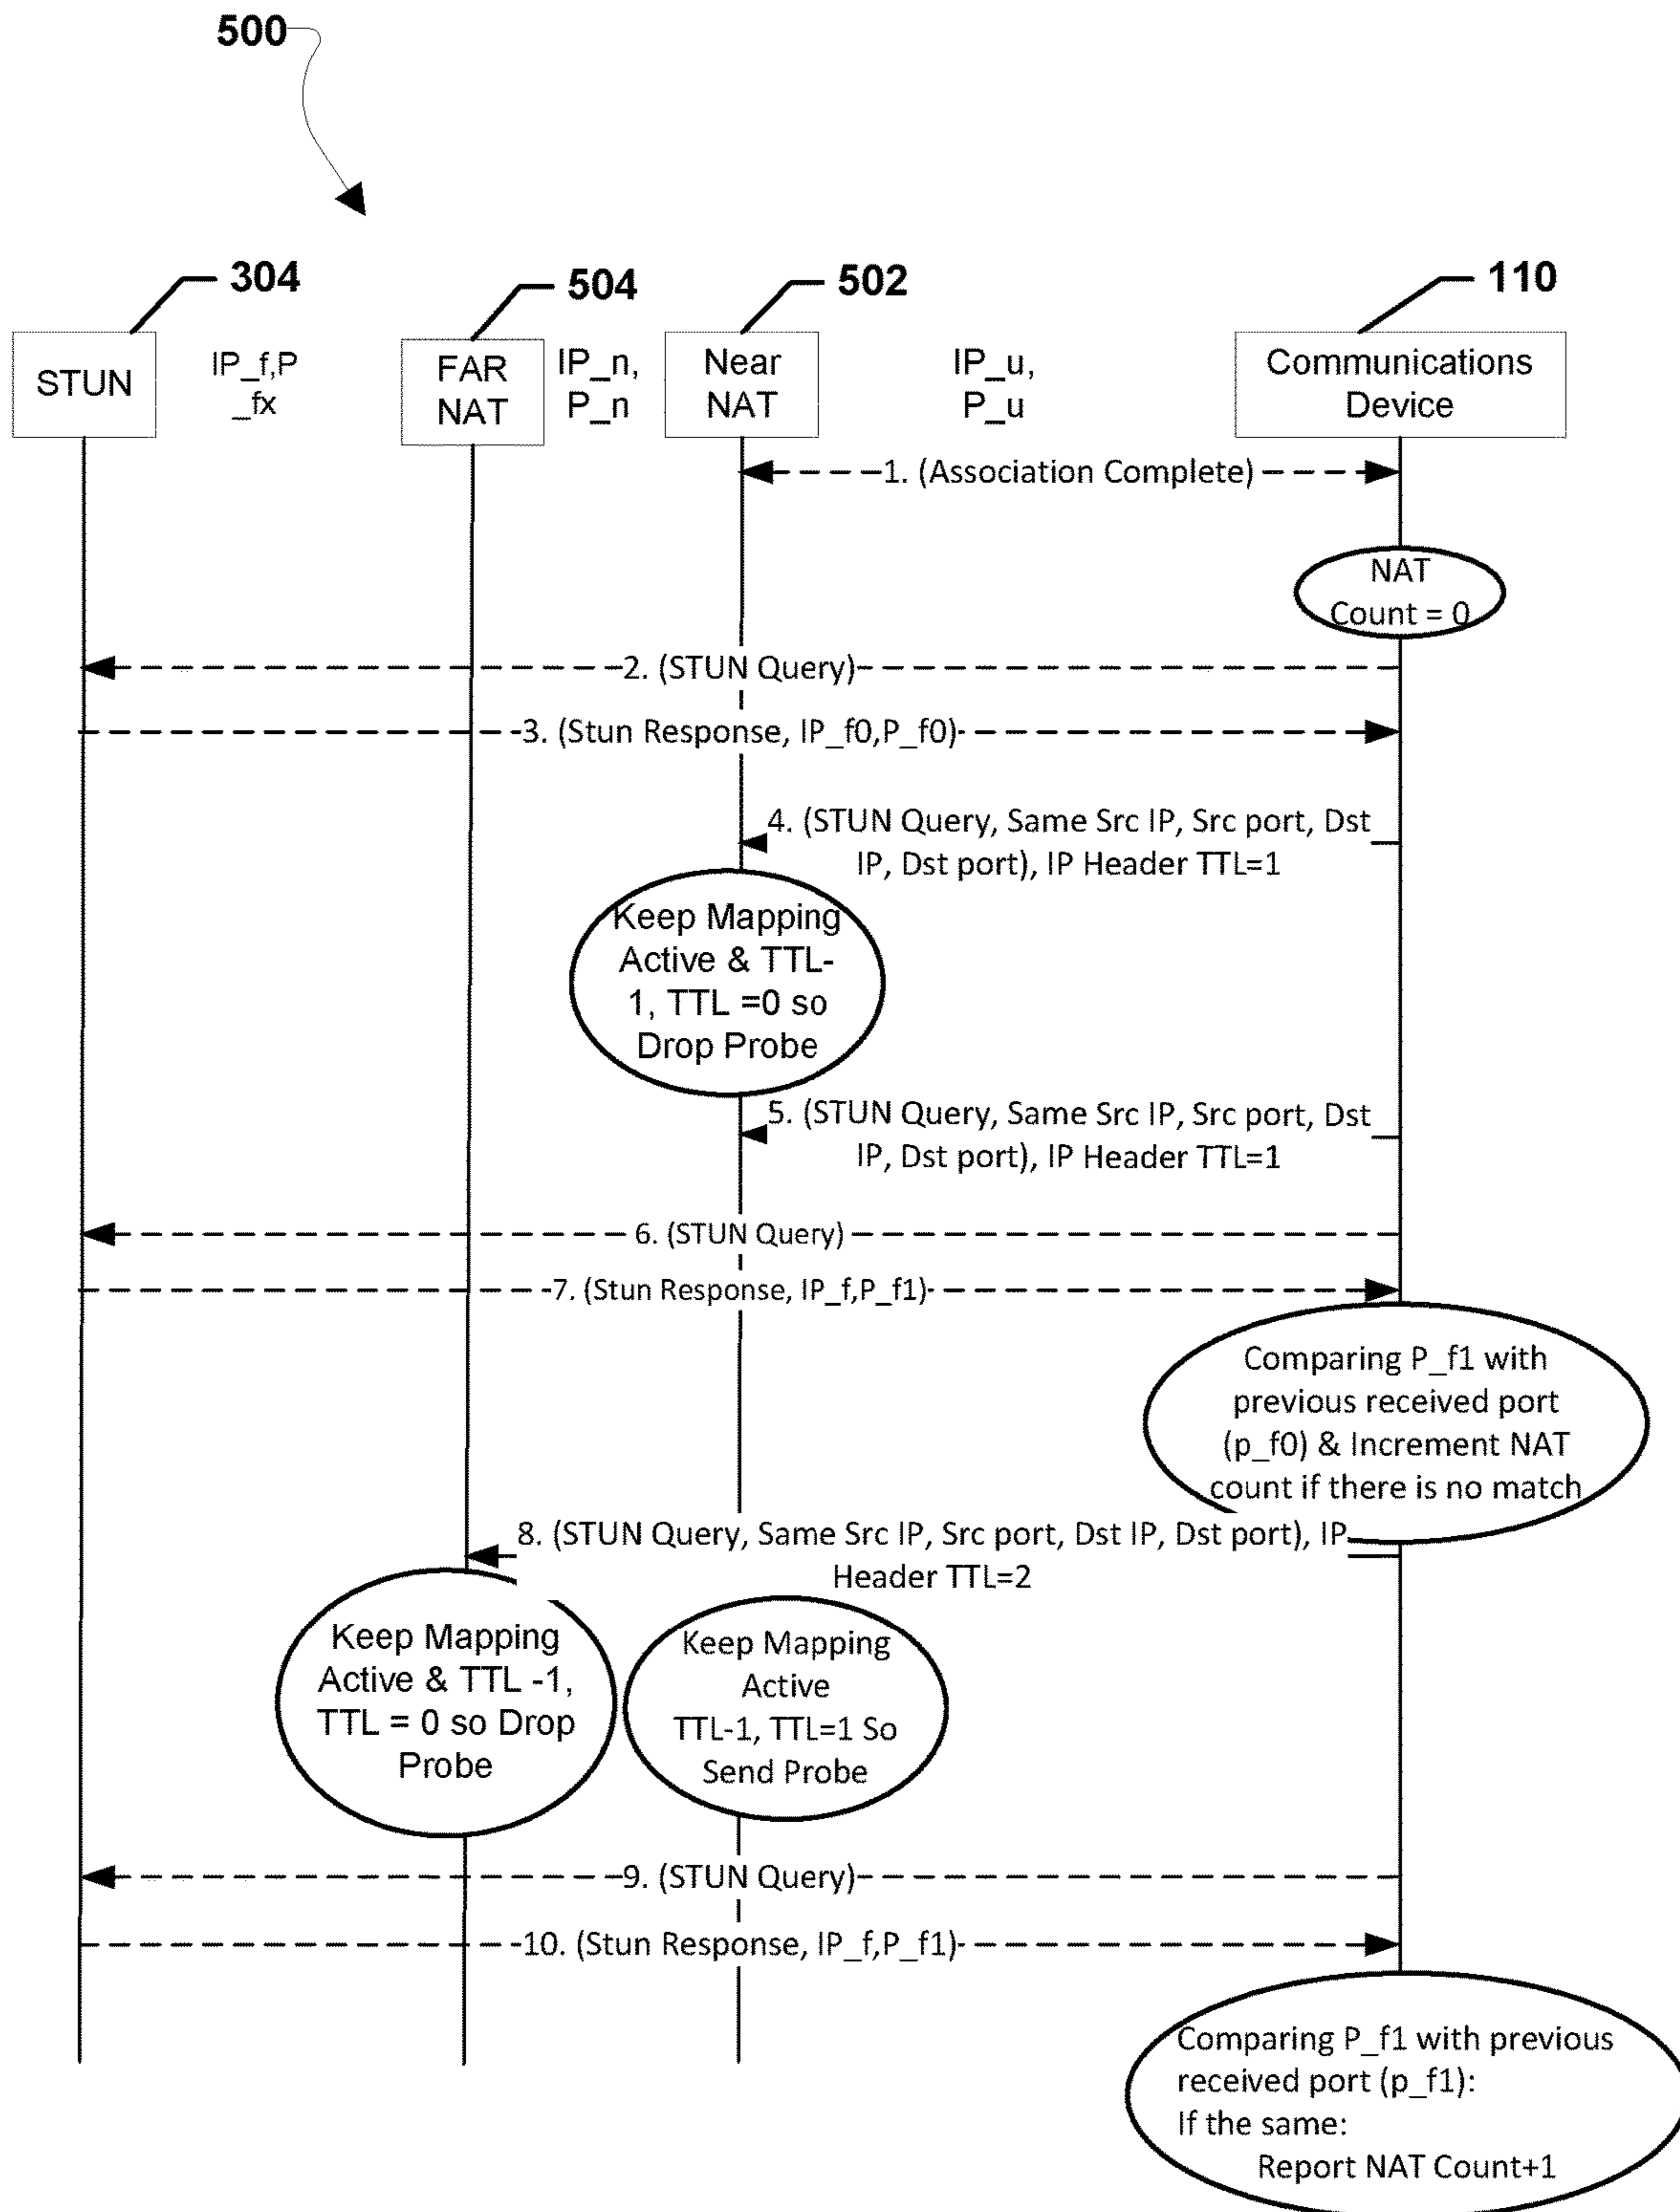 500
304
504
502
110
STUN
IP_f,P
_fx
FAR
NAT
IP_n,
P_n
Near
NAT
IP_u,
P_u
Communications
Device
1. (Association Complete)
NAT
Count = 0
2. (STUN Query)
3. (Stun Response, IP_f0,P_f0)
4. (STUN Query, Same Src IP, Src port, Dst
IP, Dst port), IP Header TTL=1
Keep Mapping
Active & TTL-
1, TTL =0 so
Drop Probe
5. (STUN Query, Same Src IP, Src port, Dst
IP, Dst port), IP Header TTL=1
6. (STUN Query)
7. (Stun Response, IP_f,P_f1)
Comparing P_f1 with
previous received port
(p_f0) & Increment NAT
count if there is no match
8. (STUN Query, Same Src IP, Src port, Dst IP, Dst port), IP
Header TTL=2
Keep Mapping
Active & TTL -1,
TTL = 0 so Drop
Probe
Keep Mapping
Active
TTL-1, TTL=1 So
Send Probe
9. (STUN Query)
10. (Stun Response, IP_f,P_f1)
Comparing P_f1 with previous
received port (p_f1):
If the same:
Report NAT Count+1